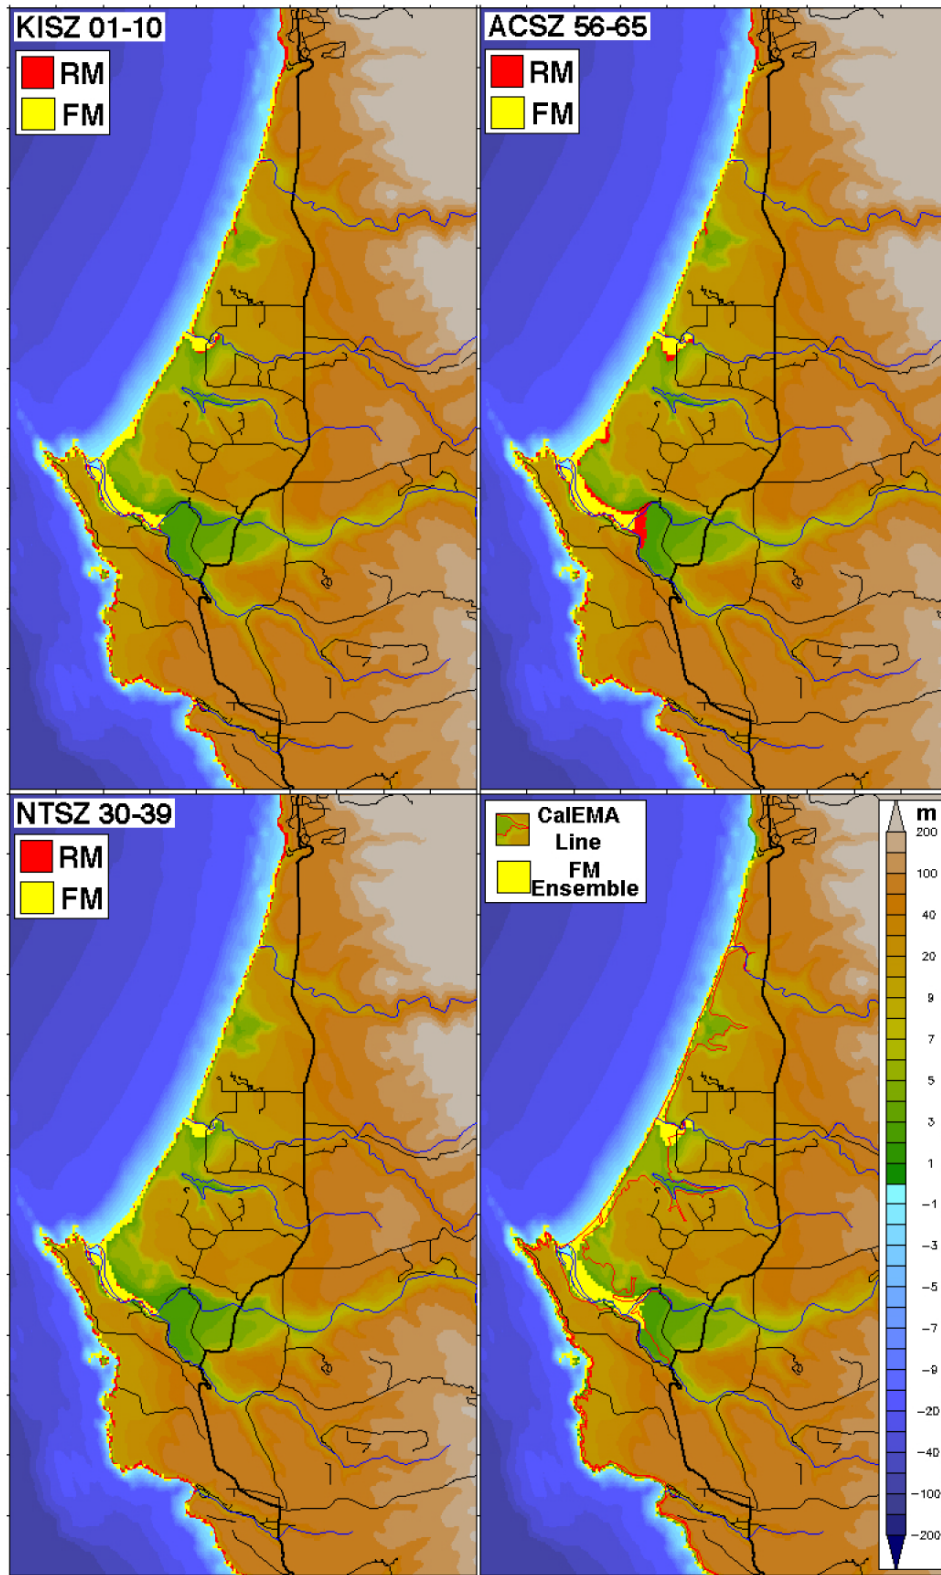 KISZ 01-10
RM
FM
ACSZ 56-65
RM
FM
NTSZ 30-39
RM
FM
CalEMA
Line
FM
Ensemble
m
200
100
40
20
9
7
5
3
1
-1
-3
-5
-7
-9
-20
-40
-100
-200